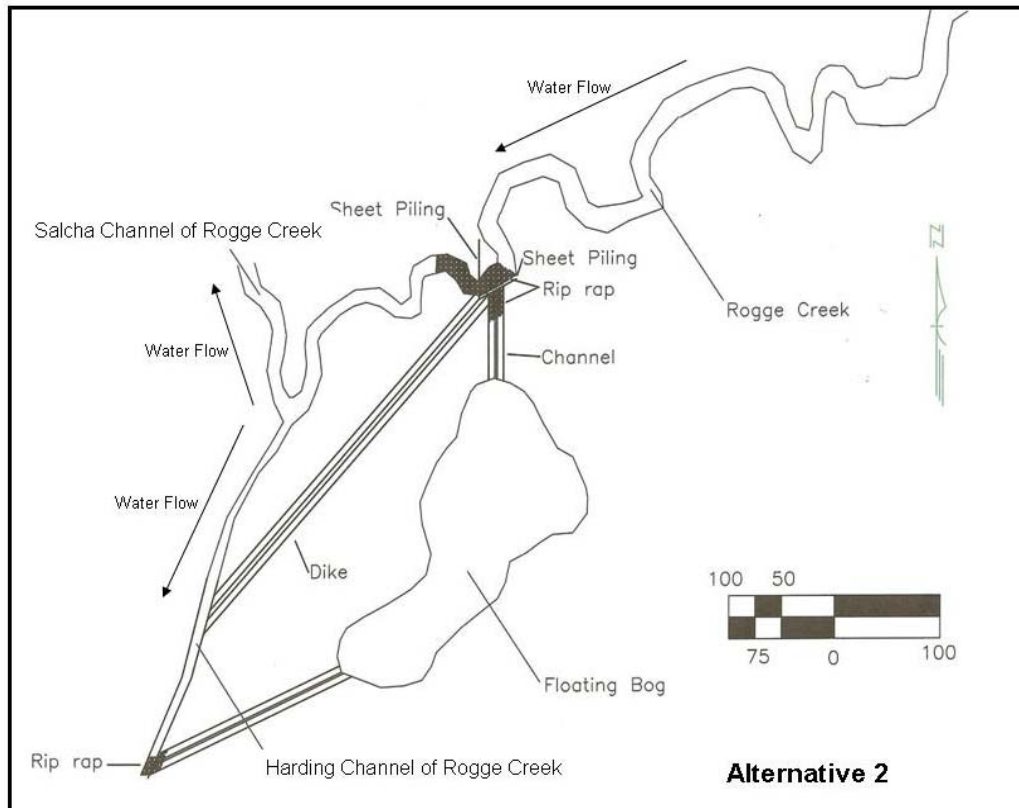 Water Flow
Sheet Piling
Salcha Channel of Rogge Creek
Sheet Piling
Rip rap
Rogge Creek
N
Water Flow
Channel
Water Flow
Dike
100 50
75 0 100
Floating Bog
Rip rap
Harding Channel of Rogge Creek
Alternative 2